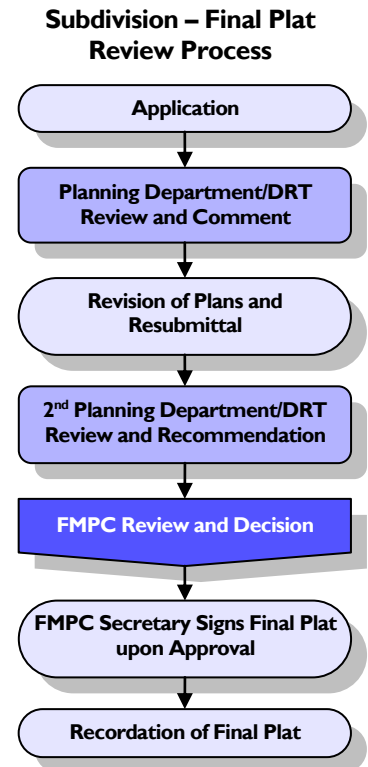 Subdivision – Final Plat
Review Process
Application
Planning Department/DRT
Review and Comment
Revision of Plans and
Resubmittal
2nd Planning Department/DRT
Review and Recommendation
FMPC Review and Decision
FMPC Secretary Signs Final Plat
upon Approval
Recordation of Final Plat